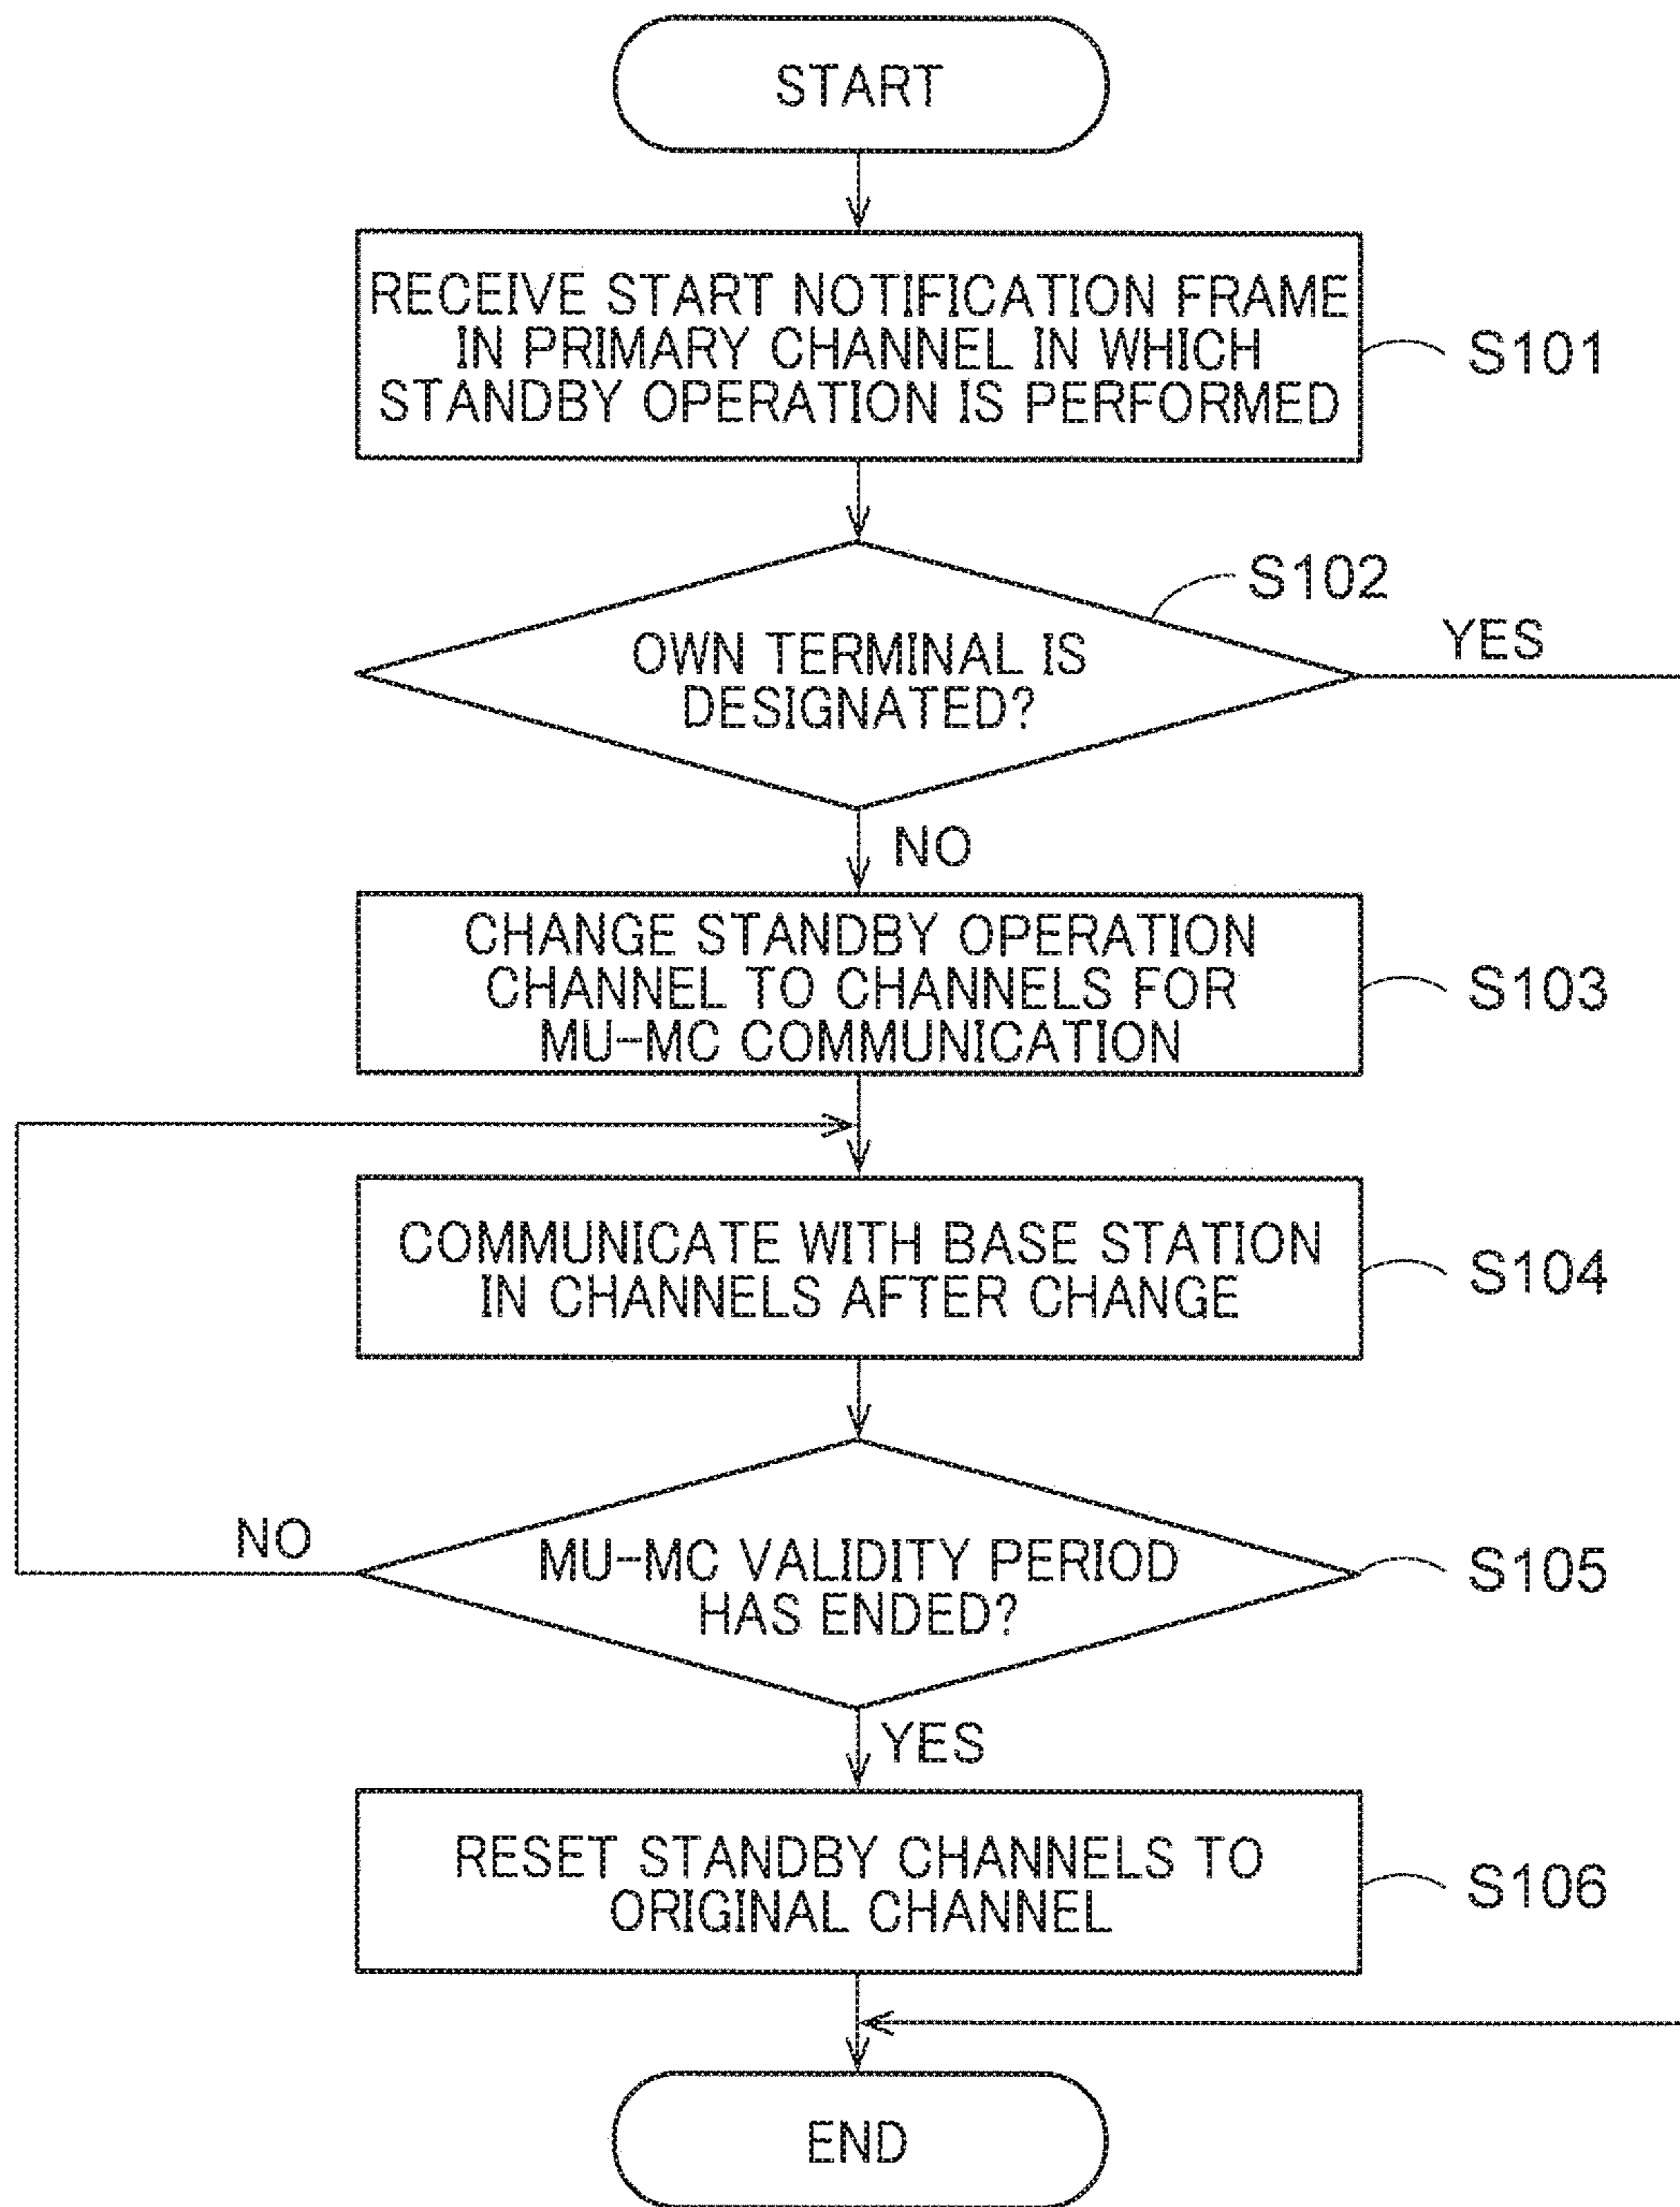 START
RECEIVE START NOTIFICATION FRAME
IN PRIMARY CHANNEL IN WHICH
STANDBY OPERATION IS PERFORMED
S101
S102
OWN TERMINAL IS
DESIGNATED?
YES
NO
CHANGE STANDBY OPERATION
CHANNEL TO CHANNELS FOR
MU-MC COMMUNICATION
S103
COMMUNICATE WITH BASE STATION
IN CHANNELS AFTER CHANGE
S104
NO
MU-MC VALIDITY PERIOD
HAS ENDED?
S105
YES
RESET STANDBY CHANNELS TO
ORIGINAL CHANNEL
S106
END